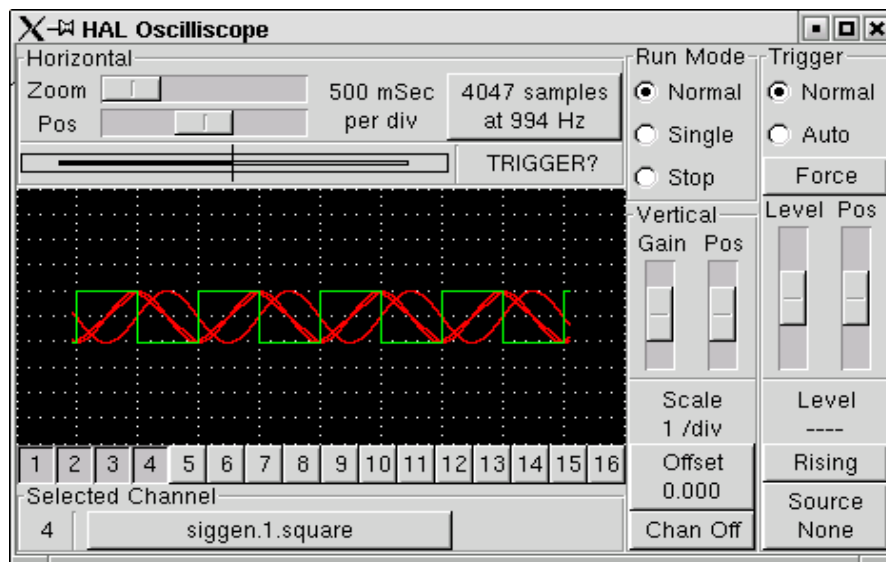 HAL Oscilliscope
Horizontal
Zoom
Pos
500 mSec
per div
4047 samples
at 994 Hz
TRIGGER?
Run Mode
Normal
Single
Stop
Trigger
Normal
Auto
Force
Level Pos
Vertical
Gain Pos
Scale
1 /div
Offset
0.000
Chan Off
Level
----
Rising
Source
None
1 2 3 4 5 6 7 8 9 10 11 12 13 14 15 16
Selected Channel
4 siggen.1.square